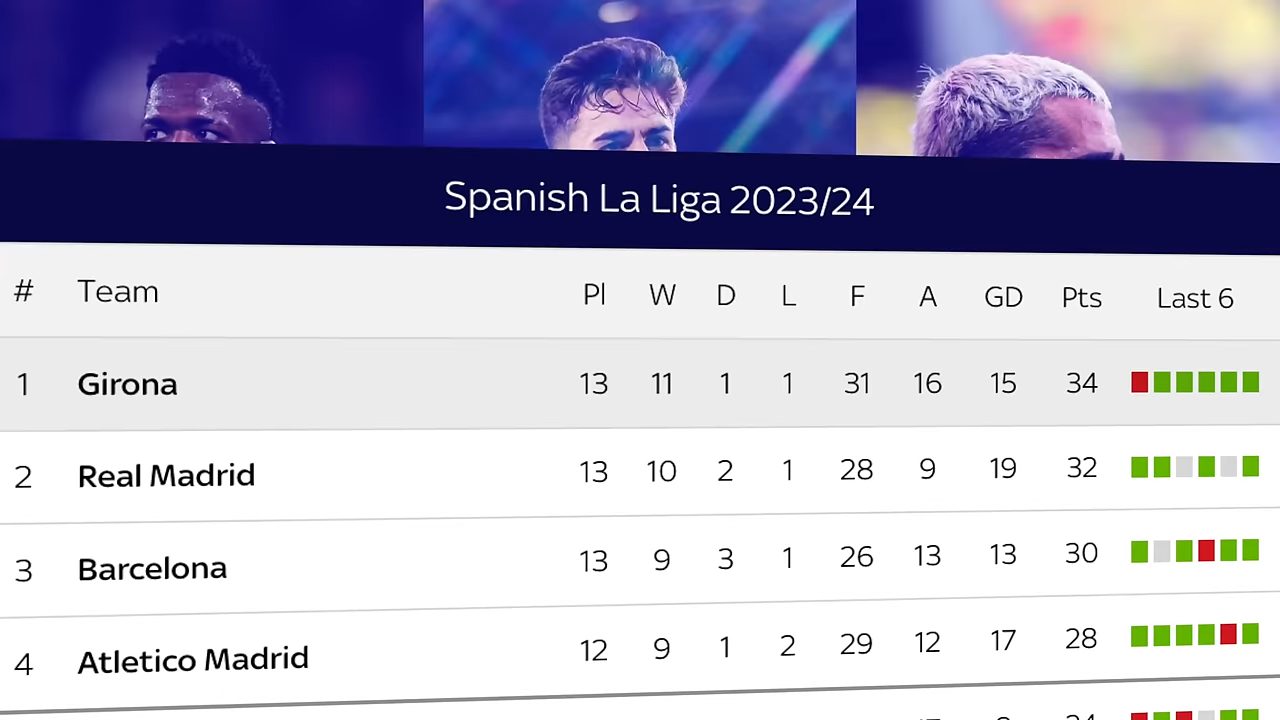 Spanish La Liga 2023/24
# Team Pl W D L F A GD Pts Last 6
1 Girona 13 11 1 1 31 16 15 34
2 Real Madrid 13 10 2 1 28 9 19 32
3 Barcelona 13 9 3 1 26 13 13 30
4 Atletico Madrid 12 9 1 2 29 12 17 28